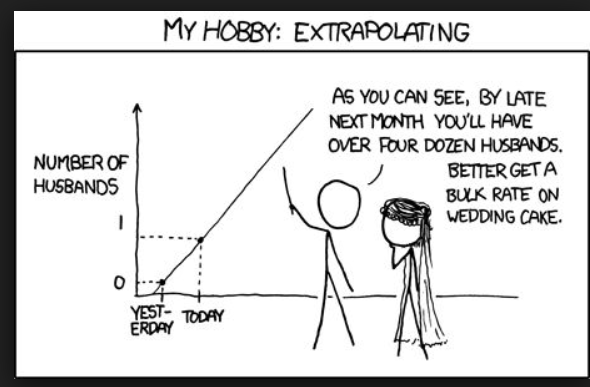 MY HOBBY: EXTRAPOLATING
AS YOU CAN SEE, BY LATE
NEXT MONTH YOU'LL HAVE
OVER FOUR DOZEN HUSBANDS.
BETTER GET A
BULK RATE ON
WEDDING CAKE.
NUMBER OF
HUSBANDS
1
0
YEST-
ERDAY
TODAY